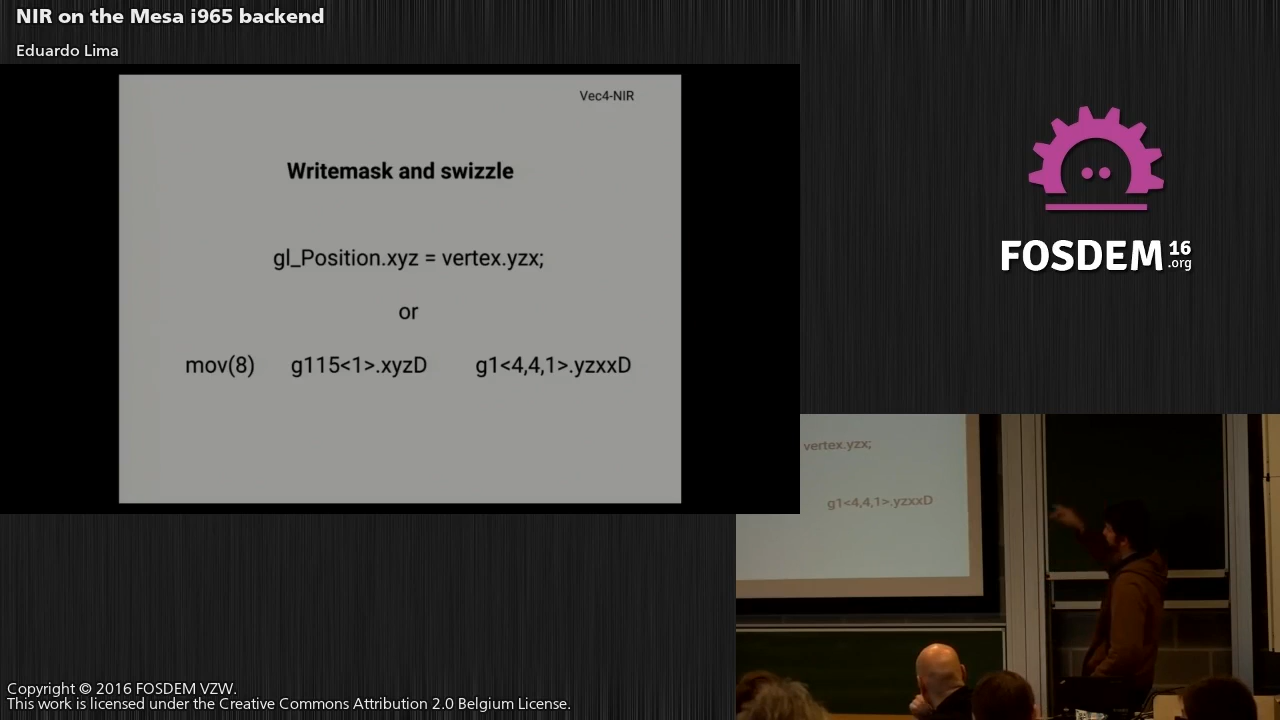 NIR on the Mesa i965 backend
Eduardo Lima
Vec4-NIR
Writemask and swizzle
gl_Position.xyz = vertex.yzx;
or
mov(8) g115<1>.xyzD g1<4,4,1>.yzxxD
FOSDEM 16 .org
vertex.yzx;
g1<4,4,1>.yzxxD
Copyright © 2016 FOSDEM VZW.
This work is licensed under the Creative Commons Attribution 2.0 Belgium License.